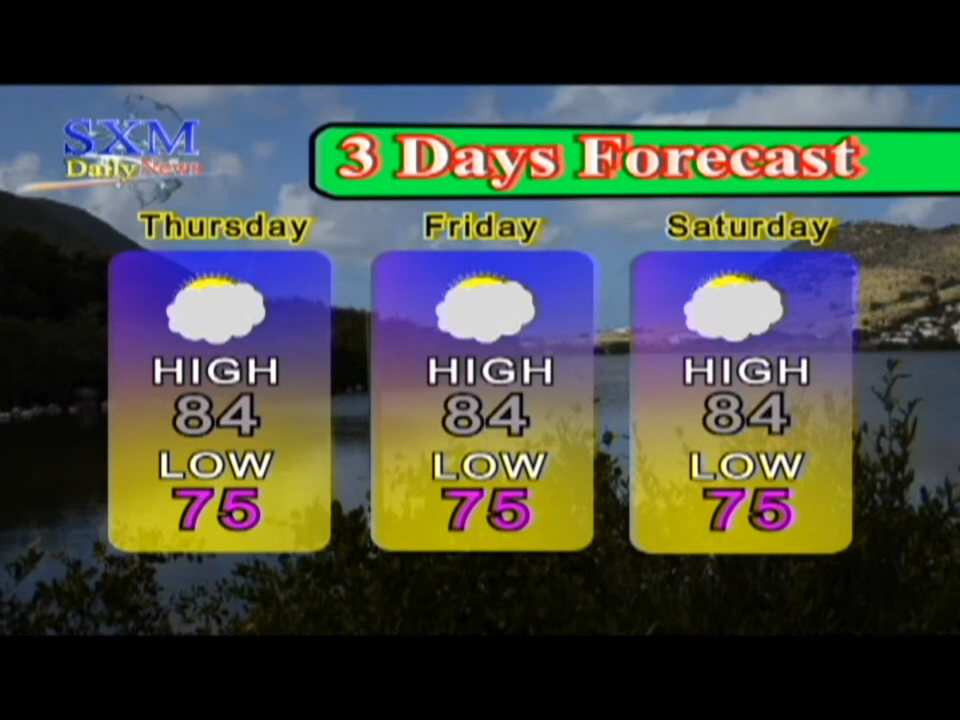 SXM
Daily News
3 Days Forecast
Thursday
Friday
Saturday
HIGH
84
LOW
75
HIGH
84
LOW
75
HIGH
84
LOW
75